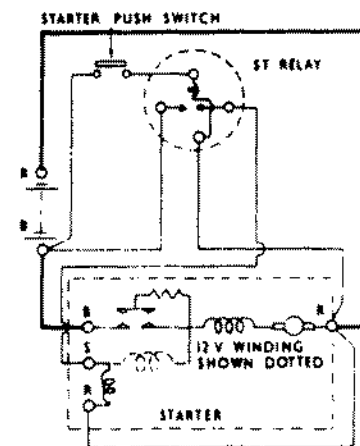 STARTER PUSH SWITCH
ST RELAY
B
S
12 V WINDING
SHOWN DOTTED
STARTER